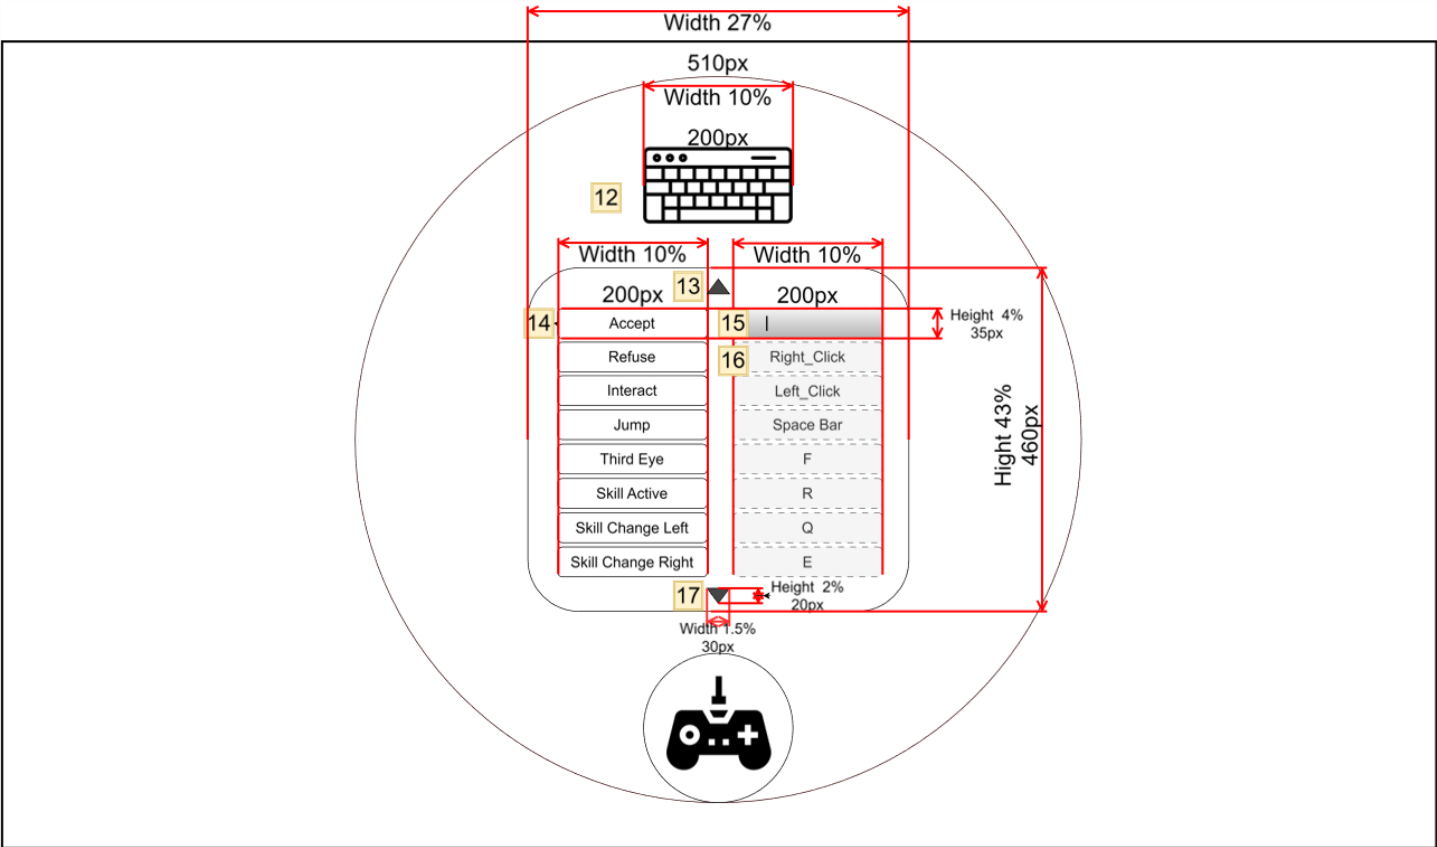 Width 27%
510px
Width 10%
200px
12
Width 10%
Width 10%
13
200px
200px
14
Accept
15
I
Height 4%
35px
Refuse
16
Right_Click
Interact
Left_Click
Jump
Space Bar
Third Eye
F
Skill Active
R
Skill Change Left
Q
Skill Change Right
E
Hight 43%
460px
17
Height 2%
20px
Width 1.5%
30px